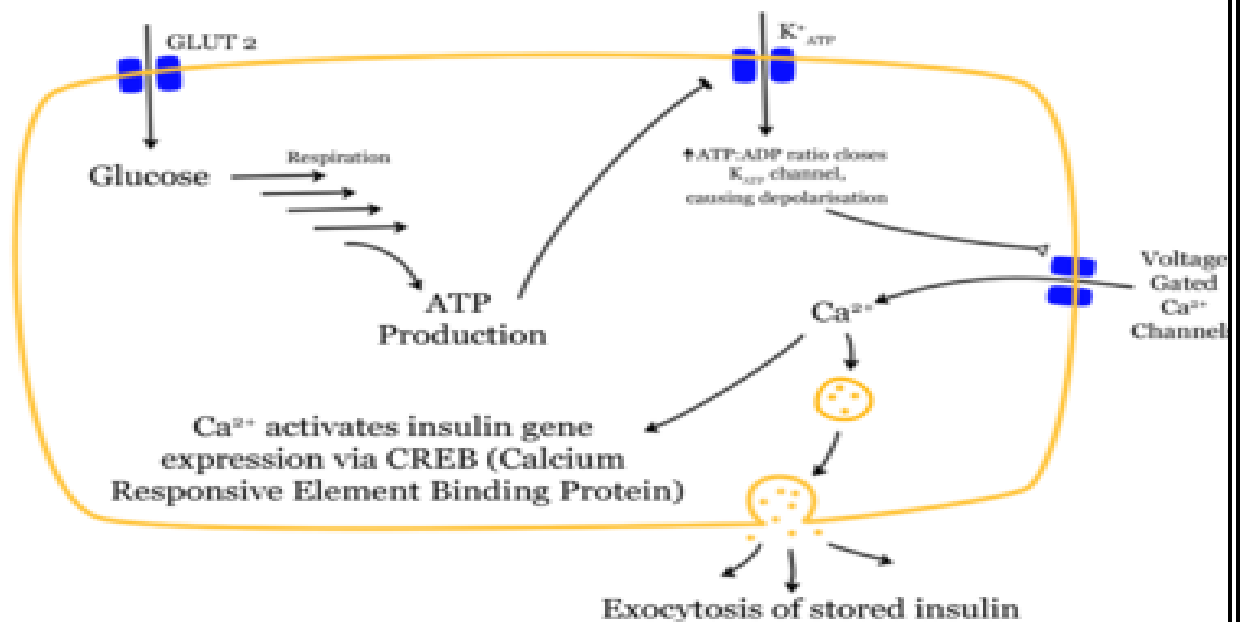 GLUT 2
K⁺ATP
Respiration
Glucose
⬆ATP:ADP ratio closes
KATP channel,
causing depolarisation
Voltage
Gated
Ca²⁺
Channels
ATP
Production
Ca²⁺
Ca²⁺ activates insulin gene
expression via CREB (Calcium
Responsive Element Binding Protein)
Exocytosis of stored insulin